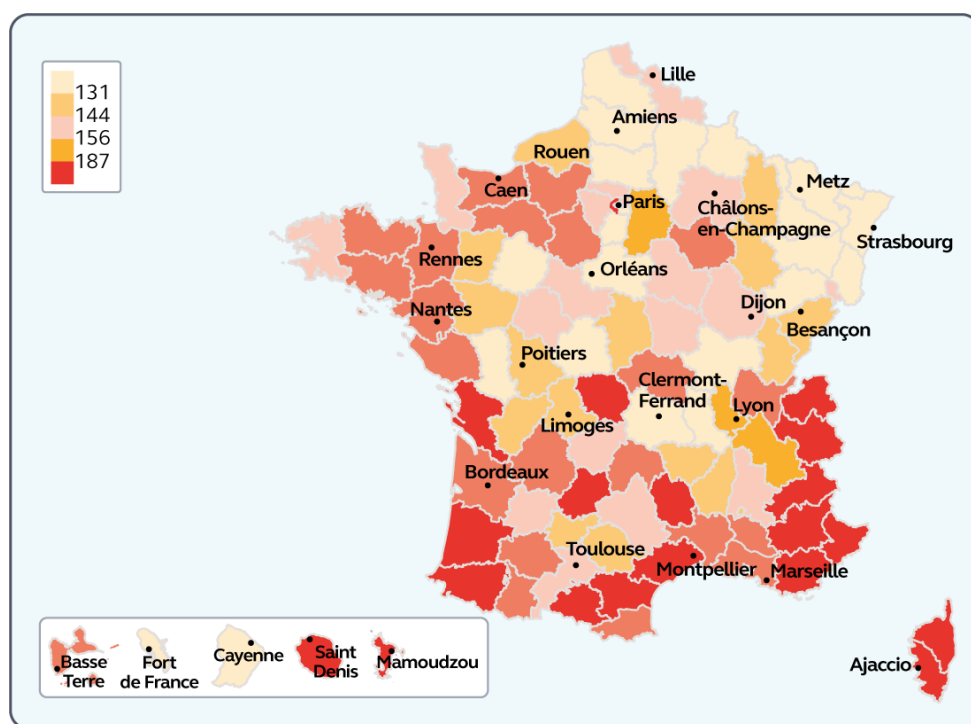 131
144
156
187
Lille
Amiens
Rouen
Caen
Paris
Metz
Châlons-
en-Champagne
Strasbourg
Rennes
Orléans
Nantes
Dijon
Besançon
Poitiers
Clermont-
Ferrand
Lyon
Limoges
Bordeaux
Toulouse
Montpellier
Marseille
Ajaccio
Basse
Terre
Fort
de France
Cayenne
Saint
Denis
Mamoudzou